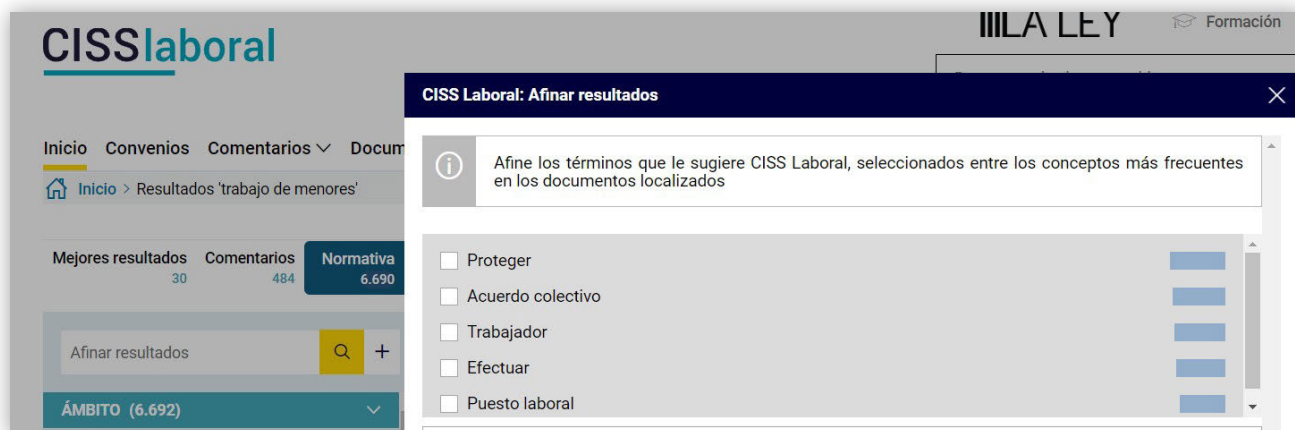 CISSlaboral
LA LEY
Formación
CISS Laboral: Afinar resultados
Inicio Convenios Comentarios Docum
Inicio > Resultados 'trabajo de menores'
Afine los términos que le sugiere CISS Laboral, seleccionados entre los conceptos más frecuentes
en los documentos localizados
Mejores resultados Comentarios Normativa
30 484 6.690
Afinar resultados
+
ÁMBITO (6.692)
Proteger
Acuerdo colectivo
Trabajador
Efectuar
Puesto laboral